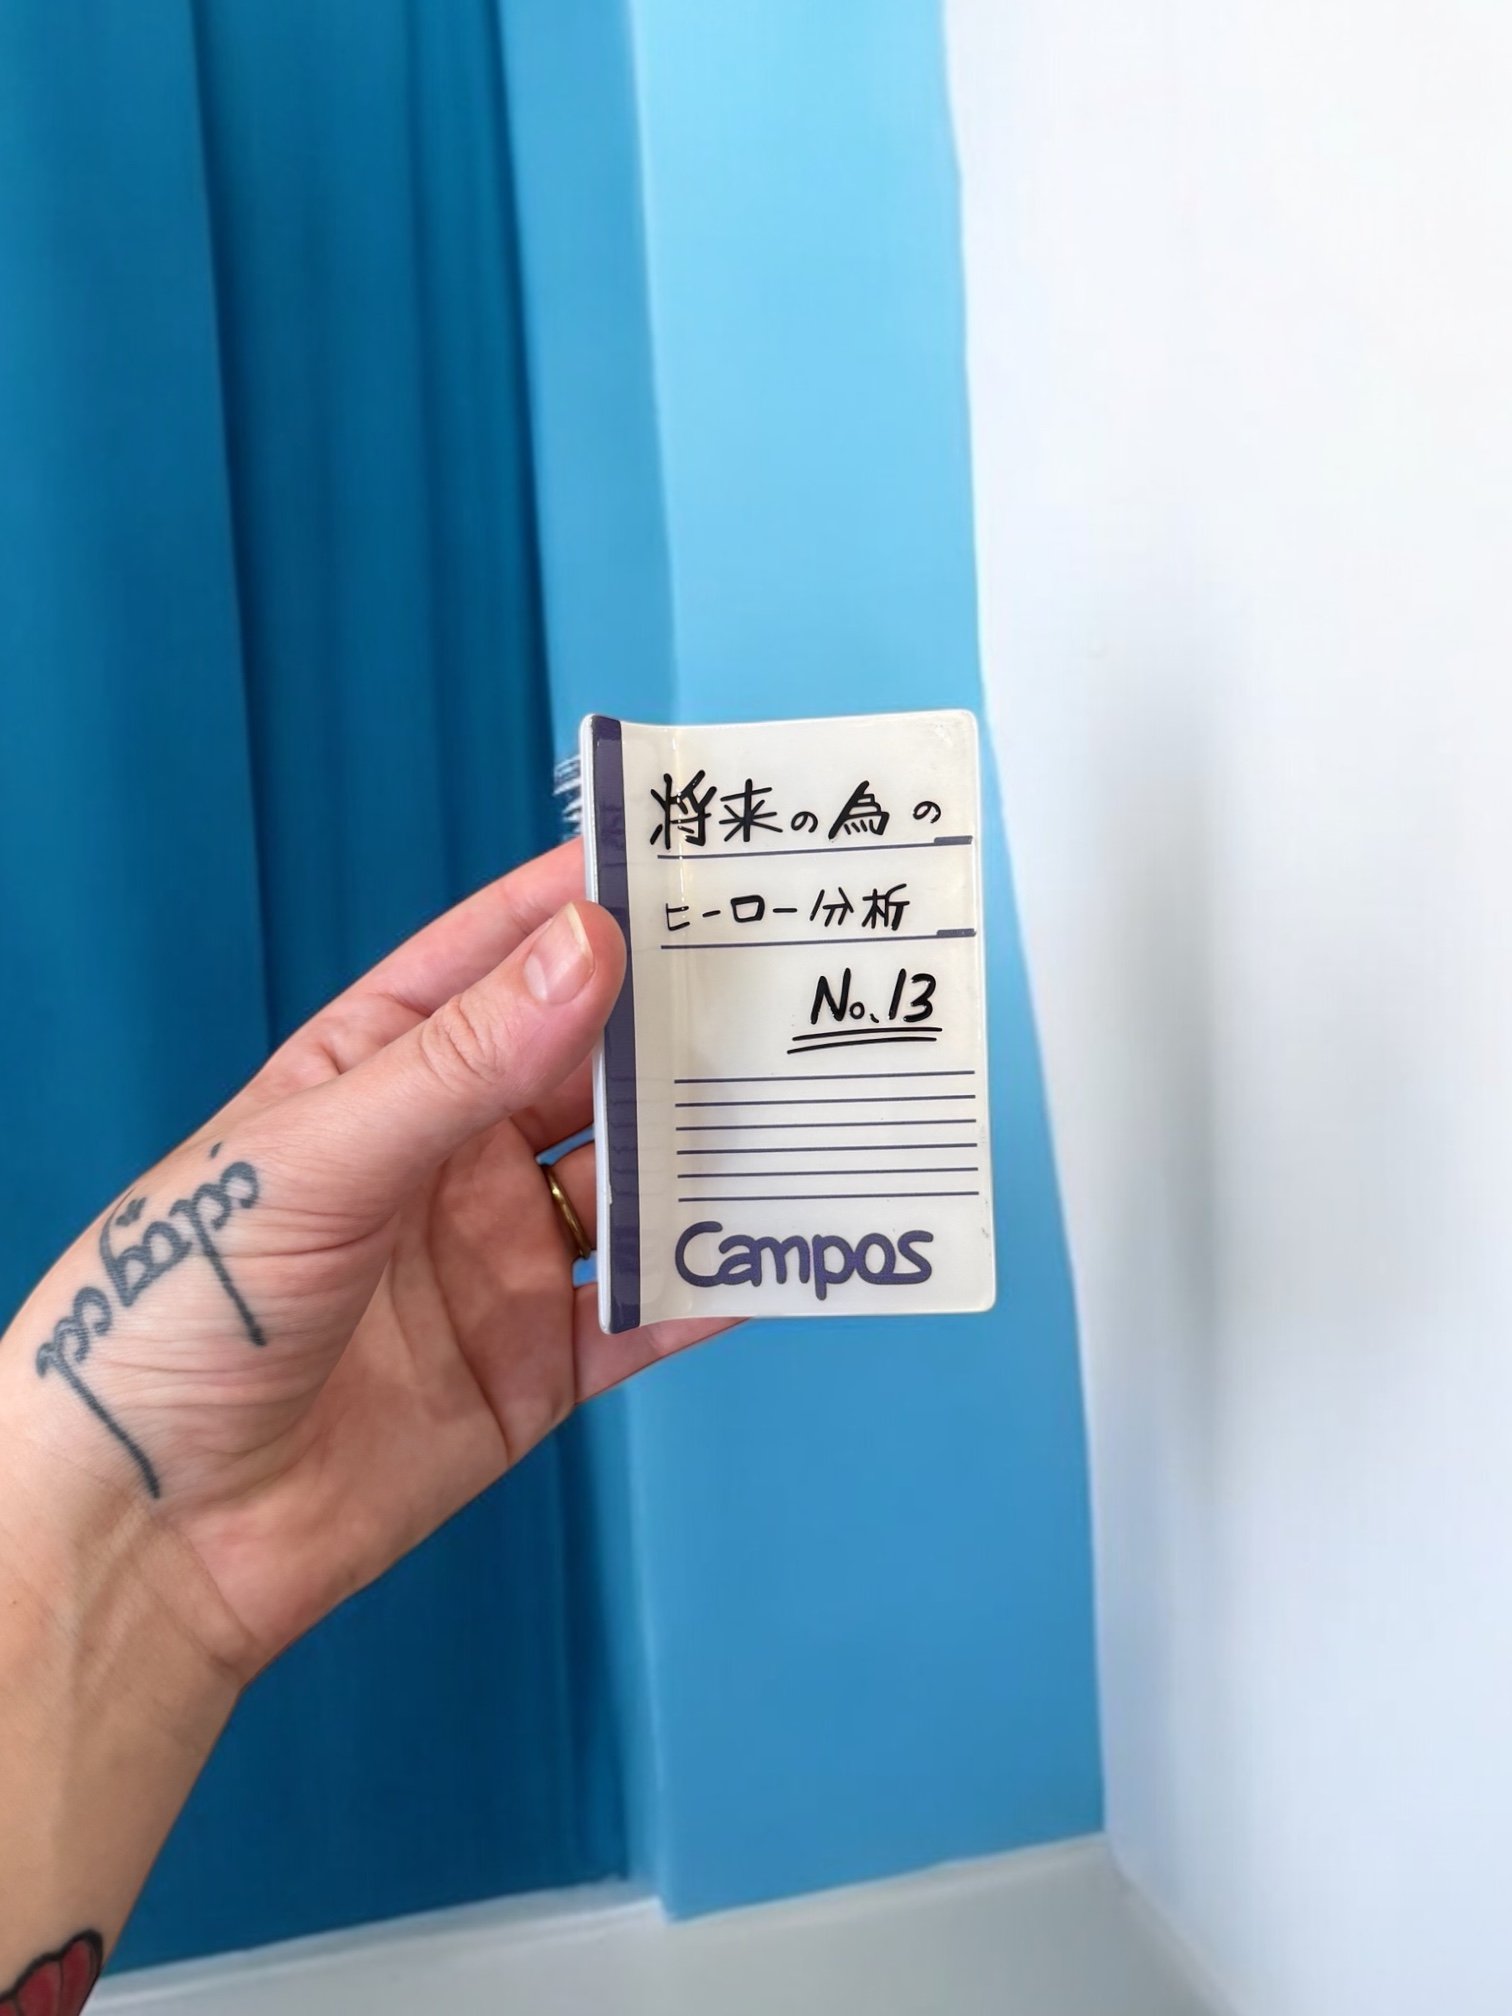 将来の為の
ヒーロー分析
No.13
Campos